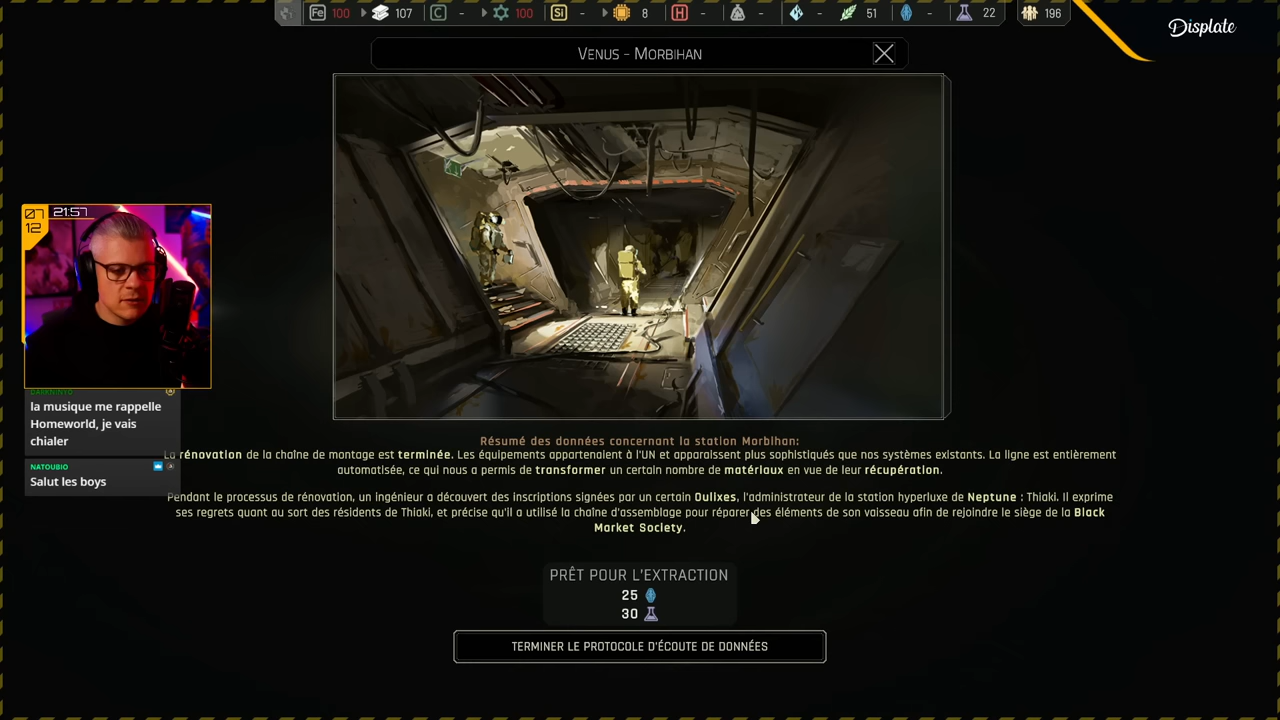 Fe 100 107 C - 100 Si - 8 H - - - 51 - 22 196
Displate
Venus - Morbihan
07
12
21:57
DARKNINYO
la musique me rappelle
Homeworld, je vais
chialer
NATOUBIO
Salut les boys
Résumé des données concernant la station Morbihan:
La rénovation de la chaîne de montage est terminée. Les équipements appartenaient à l'UN et apparaissent plus sophistiqués que nos systèmes existants. La ligne est entièrement
automatisée, ce qui nous a permis de transformer un certain nombre de matériaux en vue de leur récupération.
Pendant le processus de rénovation, un ingénieur a découvert des inscriptions signées par un certain Oulixes, l'administrateur de la station hyperluxe de Neptune : Thiaki. Il exprime
ses regrets quant au sort des résidents de Thiaki, et précise qu'il a utilisé la chaîne d'assemblage pour réparer des éléments de son vaisseau afin de rejoindre le siège de la Black
Market Society.
PRÊT POUR L'EXTRACTION
25
30
TERMINER LE PROTOCOLE D'ÉCOUTE DE DONNÉES